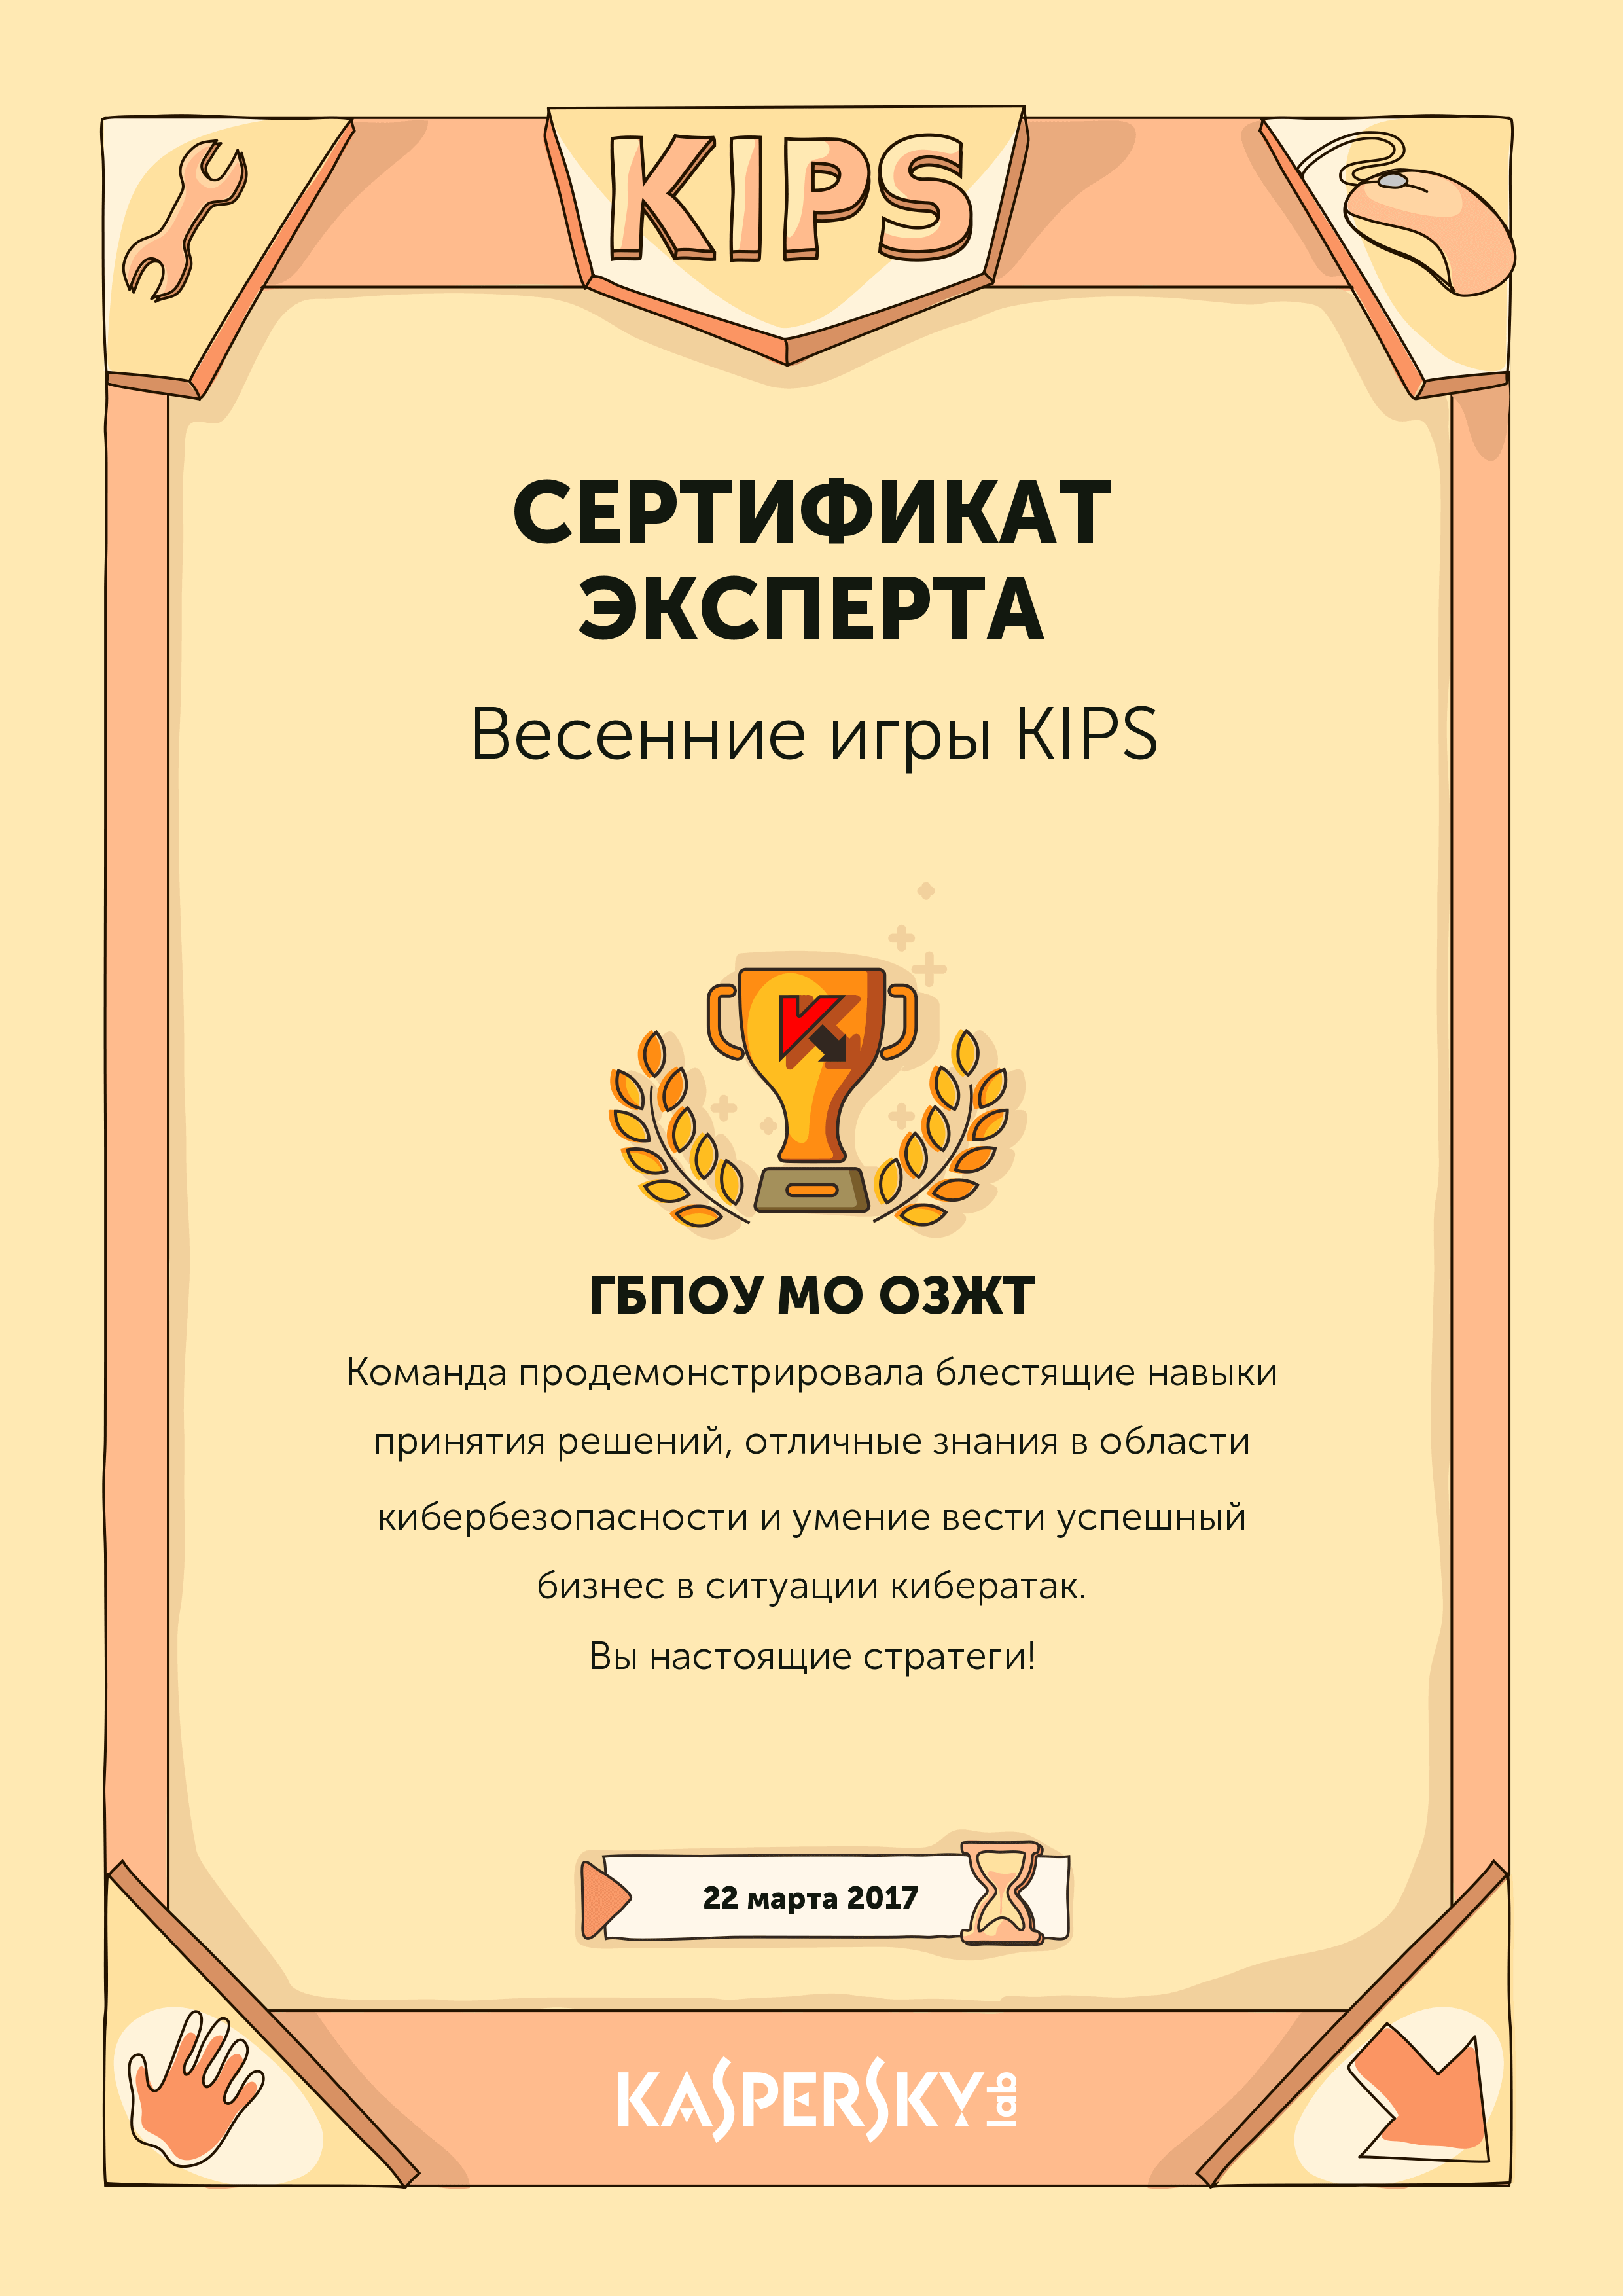 KIPS
СЕРТИФИКАТ
ЭКСПЕРТА
Весенние игры KIPS
ГБПОУ МО ОЗЖТ
Команда продемонстрировала блестящие навыки
принятия решений, отличные знания в области
кибербезопасности и умение вести успешный
бизнес в ситуации кибератак.
Вы настоящие стратеги!
22 марта 2017
KASPERSKY lab